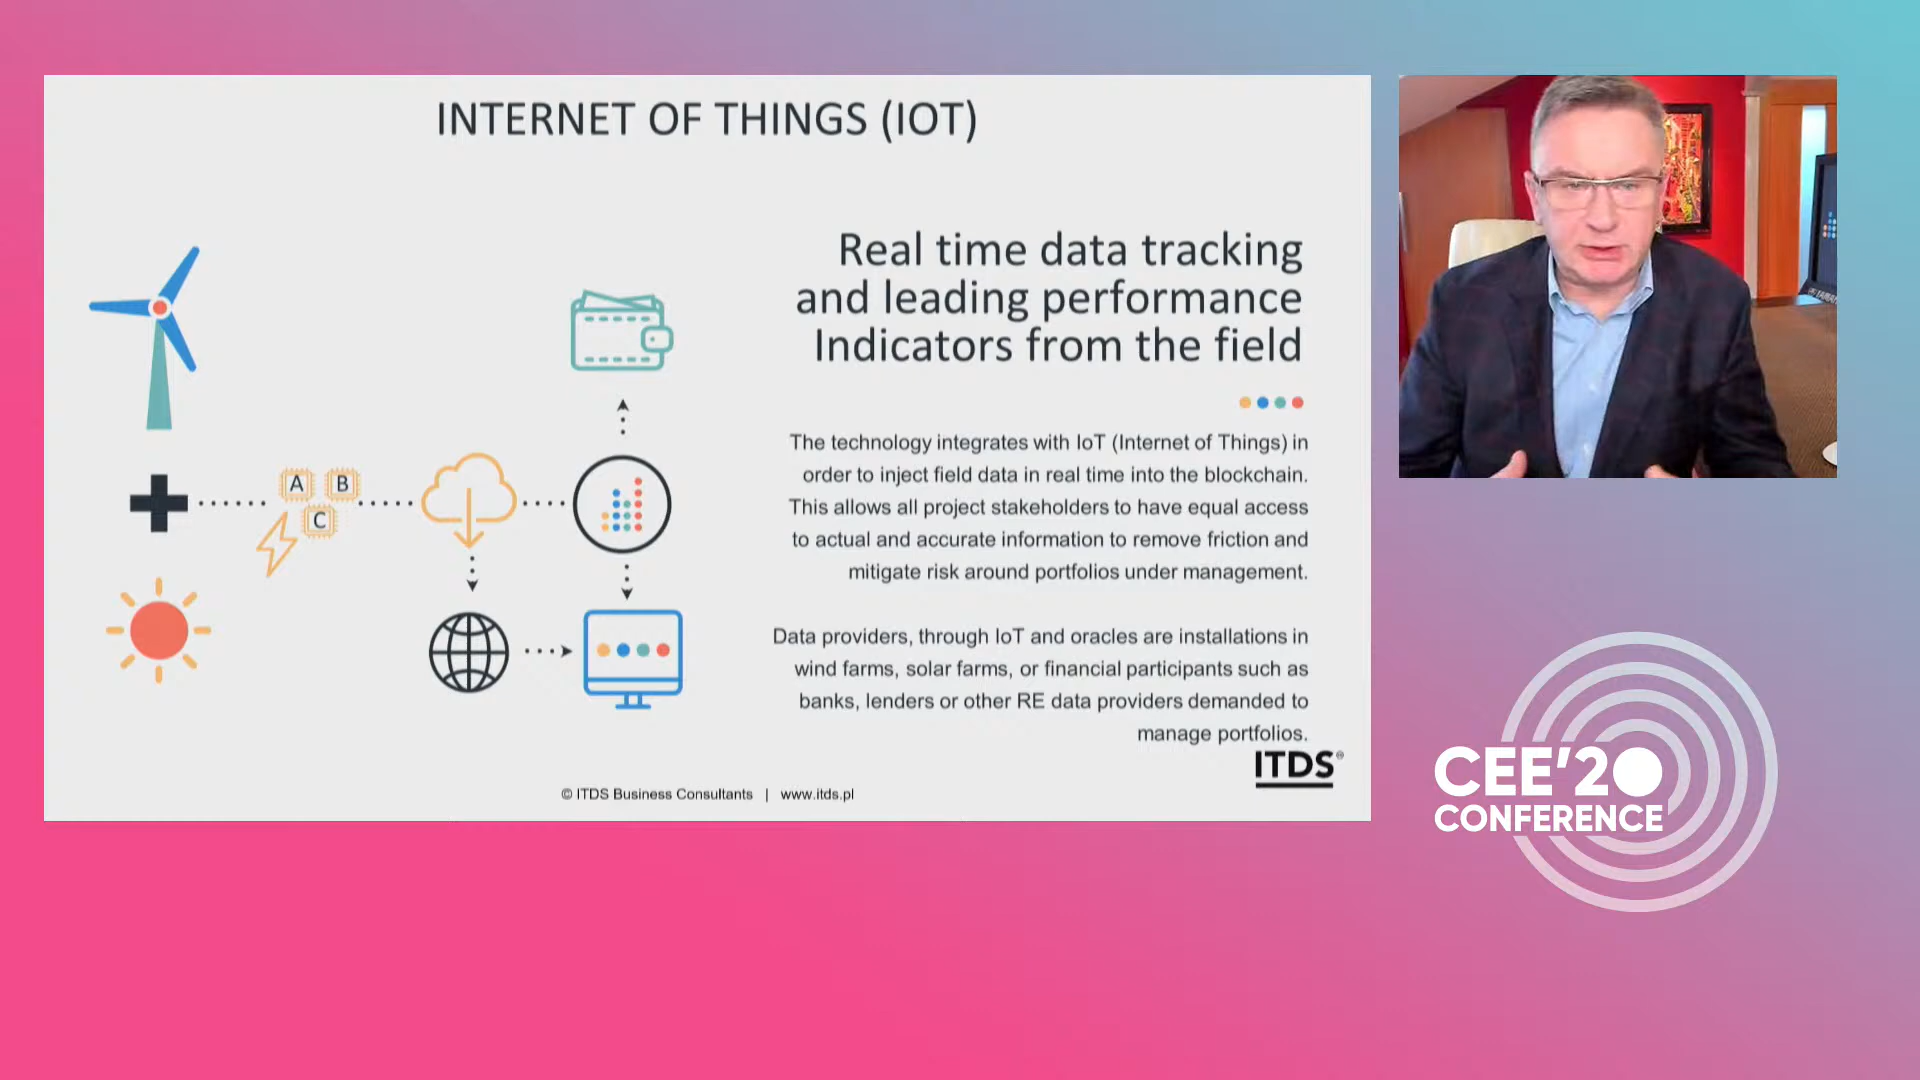 INTERNET OF THINGS (IOT)
Real time data tracking
and leading performance
Indicators from the field
A B
C
The technology integrates with IoT (Internet of Things) in
order to inject field data in real time into the blockchain.
This allows all project stakeholders to have equal access
to actual and accurate information to remove friction and
mitigate risk around portfolios under management.
Data providers, through IoT and oracles are installations in
wind farms, solar farms, or financial participants such as
banks, lenders or other RE data providers demanded to
manage portfolios.
ITDS®
© ITDS Business Consultants | www.itds.pl
CEE'20
CONFERENCE